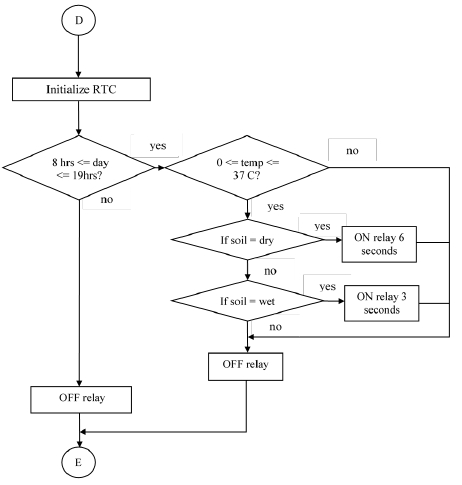 D
Initialize RTC
8 hrs <= day
<= 19hrs?
yes
0 <= temp <=
37 C?
no
no
yes
If soil = dry
yes
ON relay 6
seconds
no
If soil = wet
yes
ON relay 3
seconds
no
OFF relay
OFF relay
E